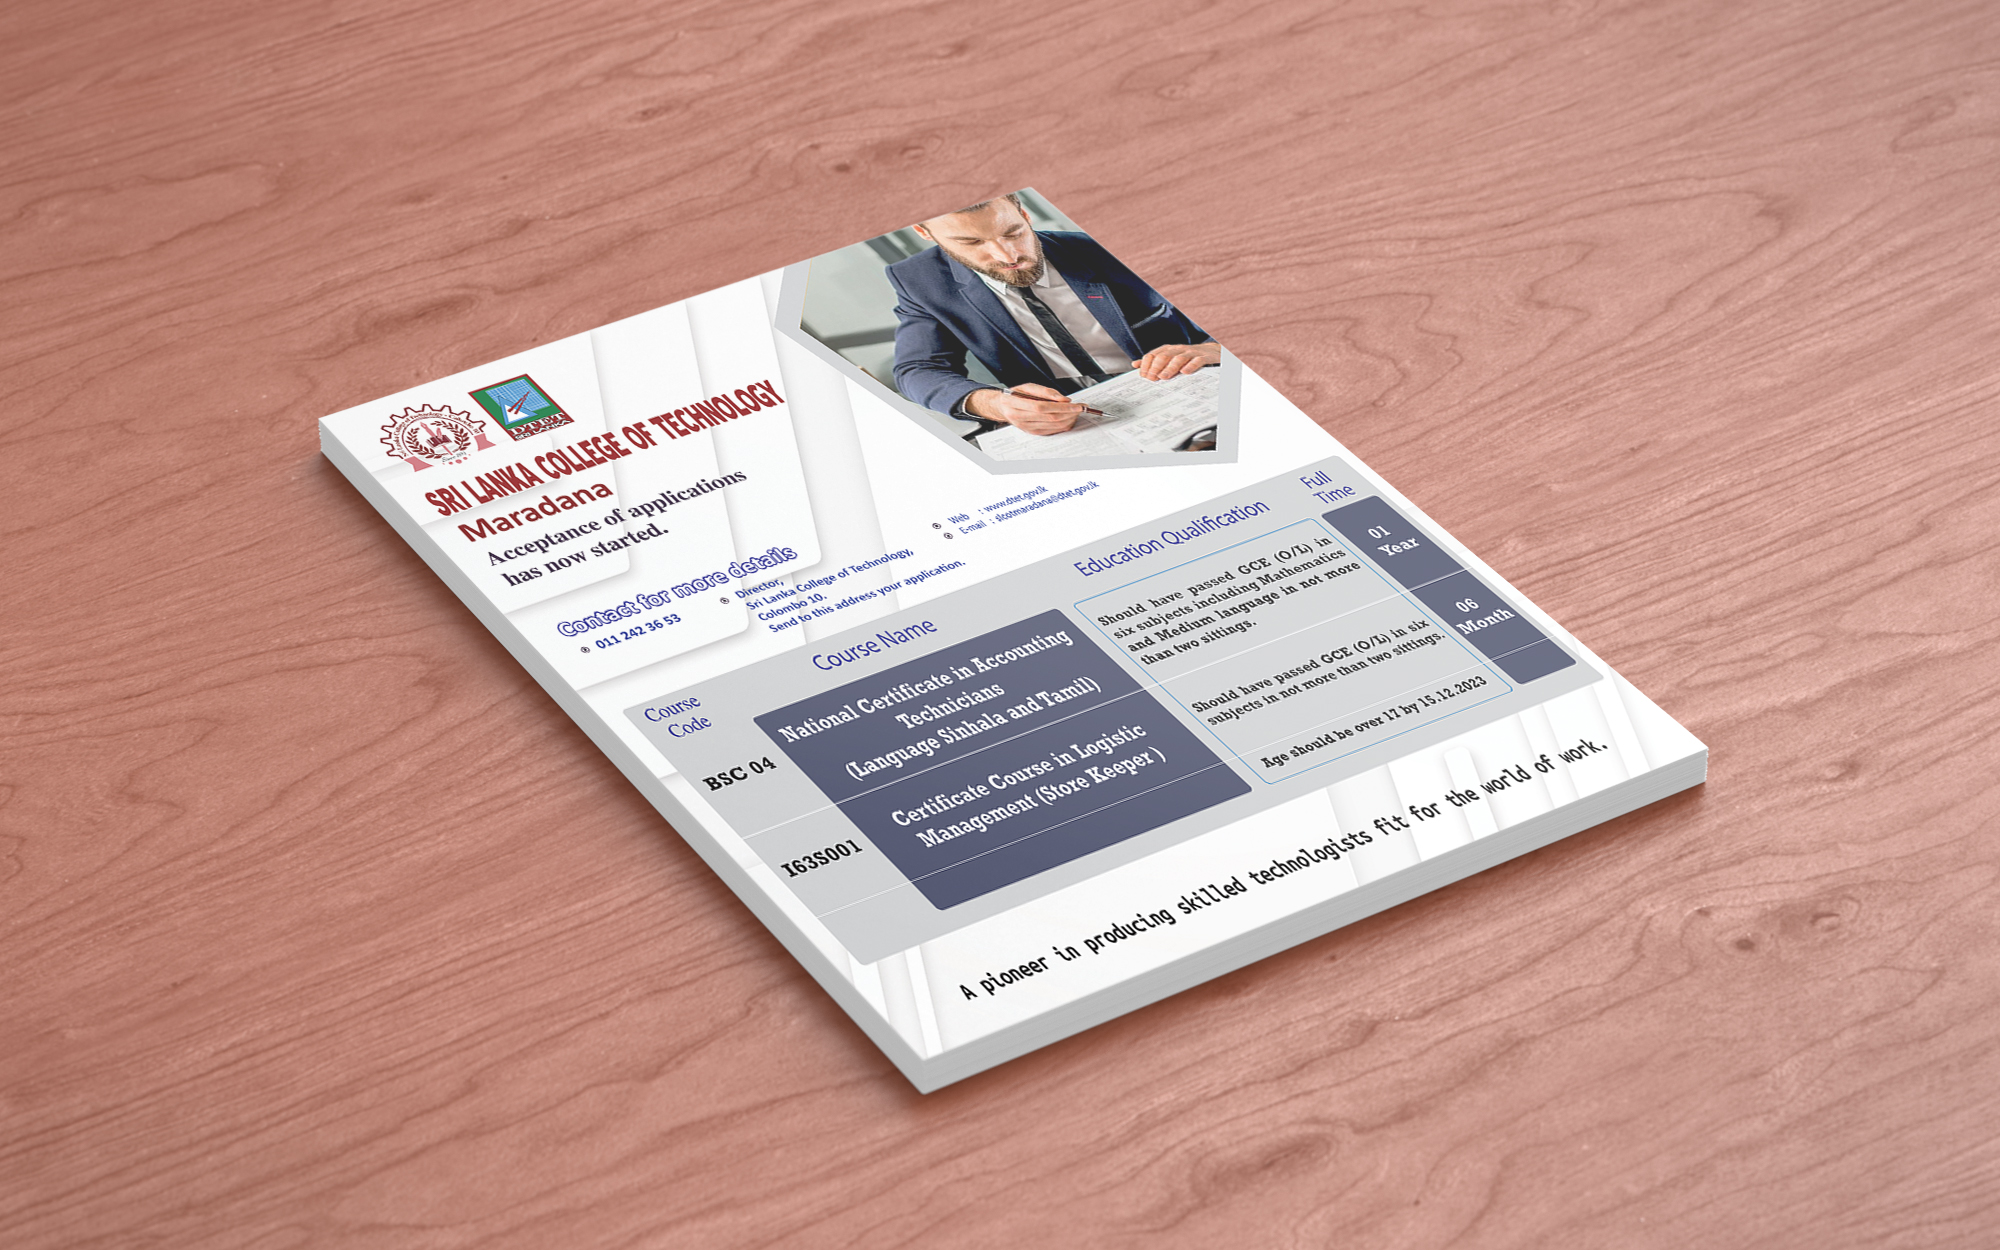 DTET
SRI LANKA
SRI LANKA COLLEGE OF TECHNOLOGY
Maradana
Acceptance of applications
has now started.
Contact for more details
011 242 36 53
Director,
Sri Lanka College of Technology,
Colombo 10.
Send to this address your application.
Web : www.dtet.gov.lk
E-mail : slcotmaradana@dtet.gov.lk
Course
Code
Course Name
Education Qualification
Full
Time
BSC 04
National Certificate in Accounting
Technicians
(Language Sinhala and Tamil)
Should have passed GCE (O/L) in
six subjects including Mathematics
and Medium language in not more
than two sittings.
01
Year
I63S001
Certificate Course in Logistic
Management (Store Keeper )
Should have passed GCE (O/L) in six
subjects in not more than two sittings.
06
Month
Age should be over 17 by 15.12.2023
A pioneer in producing skilled technologists fit for the world of work.